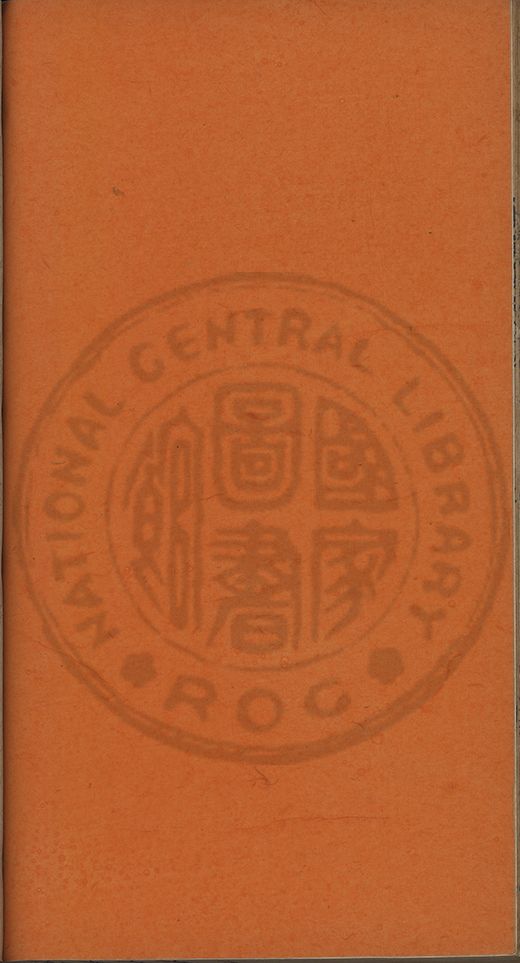 NATIONAL CENTRAL LIBRARY
國家
圖書
館
ROC